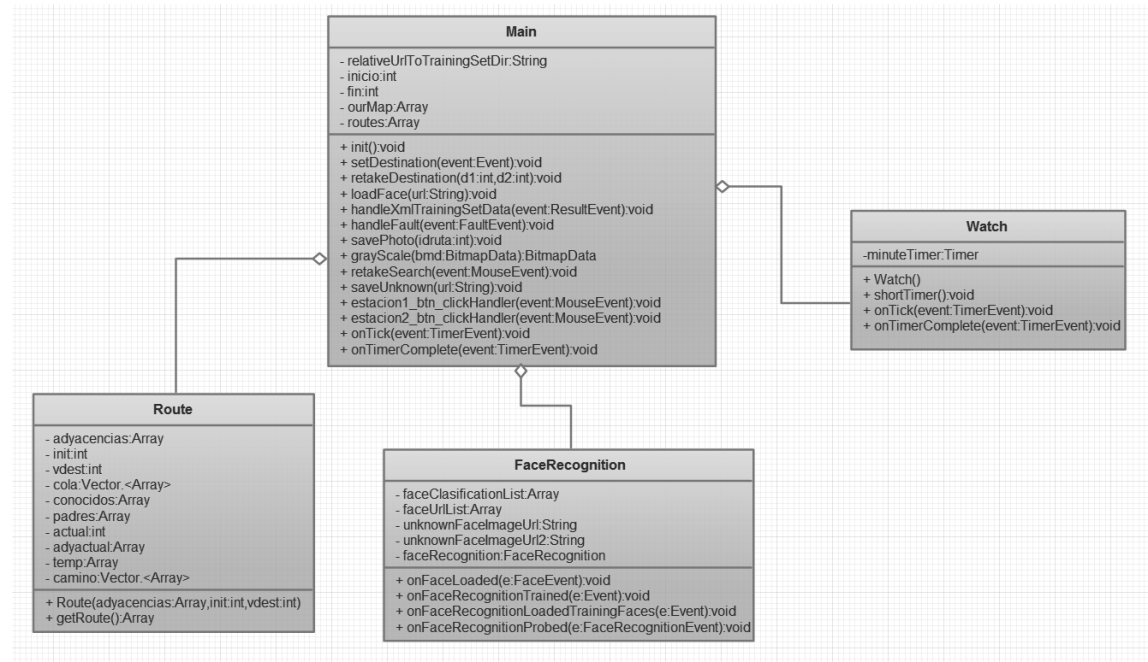 Main
- relativeUrlToTrainingSetDir:String
- inicio:int
- fin:int
- ourMap:Array
- routes:Array
+ init():void
+ setDestination(event:Event):void
+ retakeDestination(d1:int,d2:int):void
+ loadFace(url:String):void
+ handleXmlTrainingSetData(event:ResultEvent):void
+ handleFault(event:FaultEvent):void
+ savePhoto(idruta:int):void
+ grayScale(bmd:BitmapData):BitmapData
+ retakeSearch(event:MouseEvent):void
+ saveUnknown(url:String):void
+ estacion1_btn_clickHandler(event:MouseEvent):void
+ estacion2_btn_clickHandler(event:MouseEvent):void
+ onTick(event:TimerEvent):void
+ onTimerComplete(event:TimerEvent):void
Watch
-minuteTimer:Timer
+ Watch()
+ shortTimer():void
+ onTick(event:TimerEvent):void
+ onTimerComplete(event:TimerEvent):void
Route
- adyacencias:Array
- init:int
- vdest:int
- cola:Vector.<Array>
- conocidos:Array
- padres:Array
- actual:int
- adyactual:Array
- temp:Array
- camino:Vector.<Array>
+ Route(adyacencias:Array,init:int,vdest:int)
+ getRoute():Array
FaceRecognition
- faceClasificationList:Array
- faceUrlList:Array
- unknownFaceImageUrl:String
- unknownFaceImageUrl2:String
- faceRecognition:FaceRecognition
+ onFaceLoaded(e:FaceEvent):void
+ onFaceRecognitionTrained(e:Event):void
+ onFaceRecognitionLoadedTrainingFaces(e:Event):void
+ onFaceRecognitionProbed(e:FaceRecognitionEvent):void